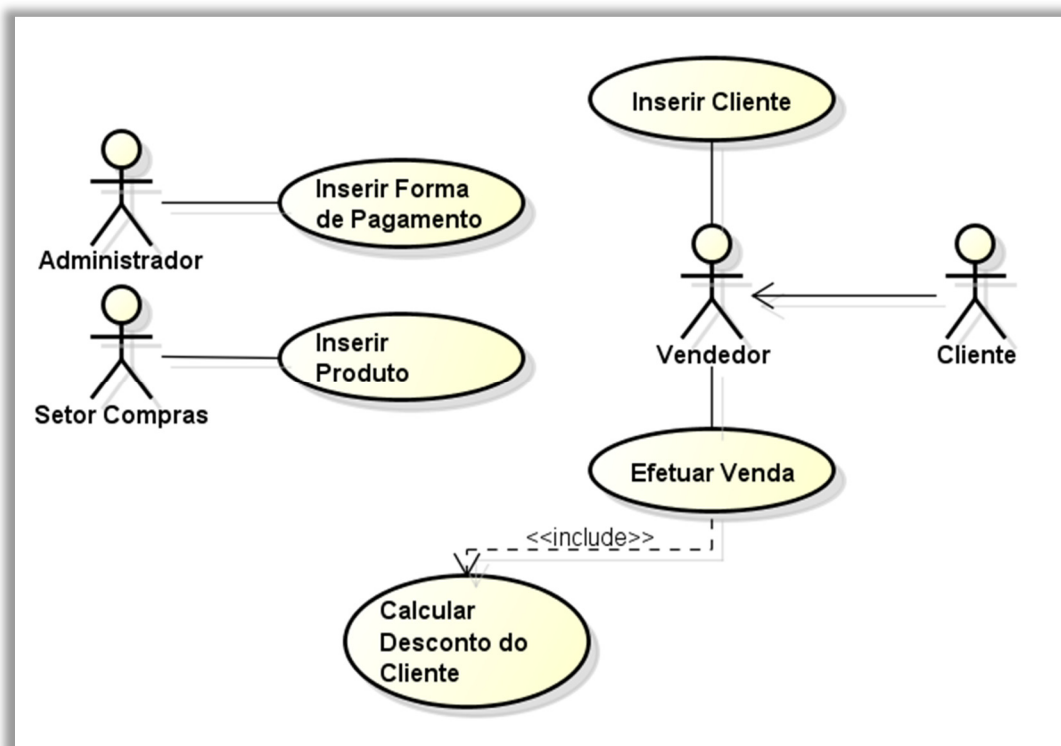 Inserir Cliente
Inserir Forma
de Pagamento
Administrador
Inserir
Produto
Setor Compras
Vendedor
Cliente
Efetuar Venda
<<include>>
Calcular
Desconto do
Cliente